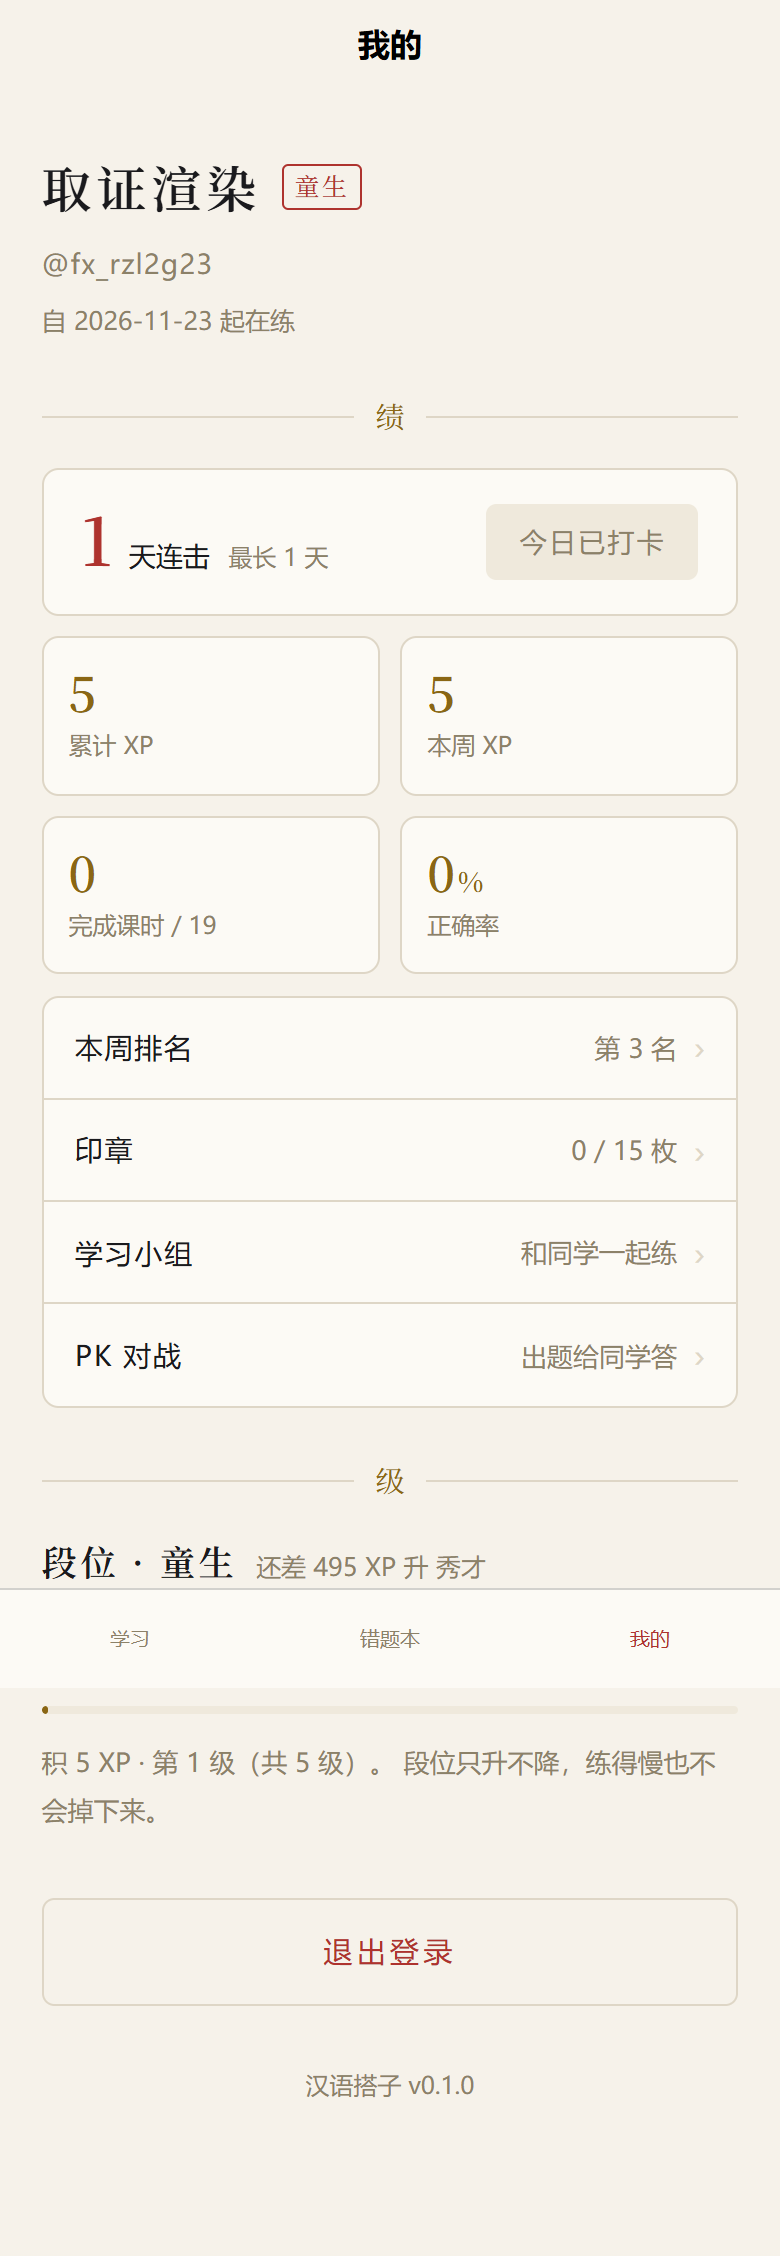 我的
取证渲染 童生
@fx_rzl2g23
自 2026-11-23 起在练
绩
1 天连击 最长 1 天 今日已打卡
5 5
累计 XP 本周 XP
0 0%
完成课时 / 19 正确率
本周排名 第 3 名 ›
印章 0 / 15 枚 ›
学习小组 和同学一起练 ›
PK 对战 出题给同学答 ›
级
段位 · 童生 还差 495 XP 升 秀才
学习 错题本 我的
积 5 XP · 第 1 级（共 5 级）。 段位只升不降，练得慢也不
会掉下来。
退出登录
汉语搭子 v0.1.0